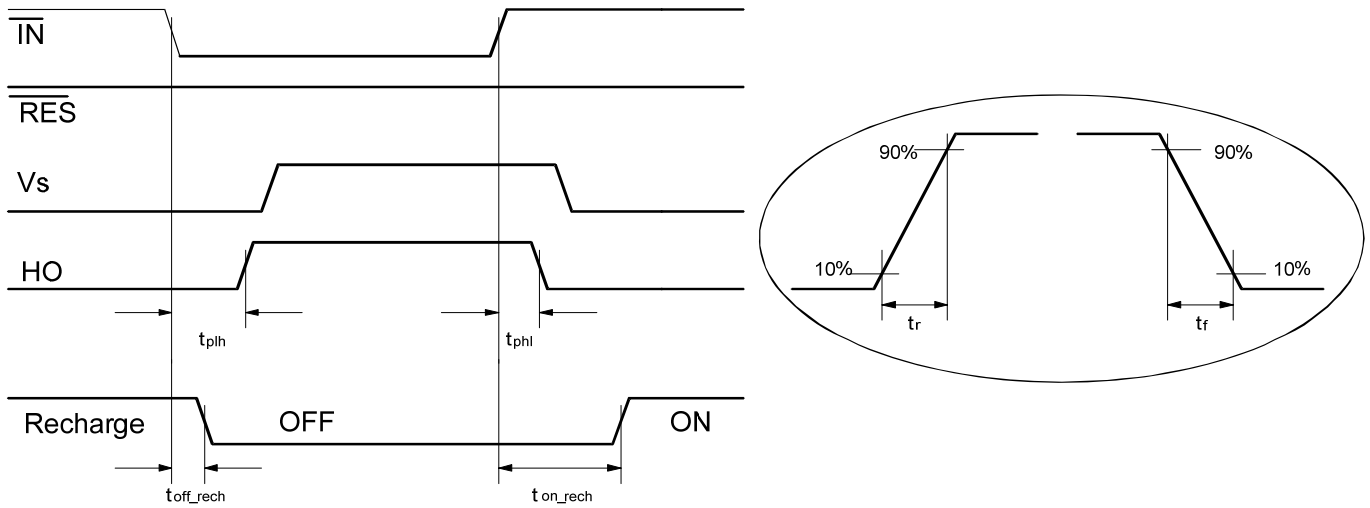 IN
RES
Vs
HO
tplh
tphl
Recharge OFF ON
toff_rech
ton_rech
90% 90%
10% 10%
tr tf